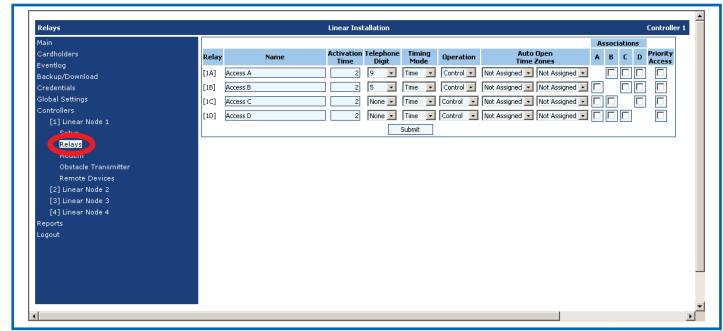 Relays Linear Installation Controller 1
Main
Cardholders
Eventlog
Backup/Download
Credentials
Global Settings
Controllers
[1] Linear Node 1
Setup
Relays
Modem
Obstacle Transmitter
Remote Devices
[2] Linear Node 2
[3] Linear Node 3
[4] Linear Node 4
Reports
Logout
Associations
Relay Name Activation Time Telephone Digit Timing Mode Operation Auto Open Time Zones A B C D Priority Access
[1A] Access A 2 9 Time Control Not Assigned Not Assigned
[1B] Access B 2 5 Time Control Not Assigned Not Assigned
[1C] Access C 2 None Time Control Not Assigned Not Assigned
[1D] Access D 2 None Time Control Not Assigned Not Assigned
Submit